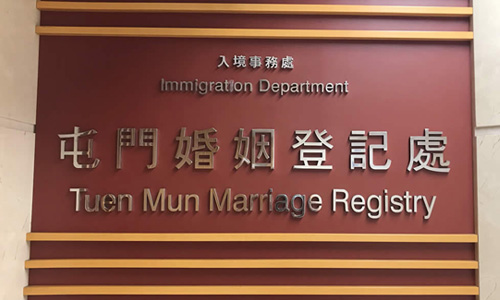 入境事務處
Immigration Department
屯門婚姻登記處
Tuen Mun Marriage Registry